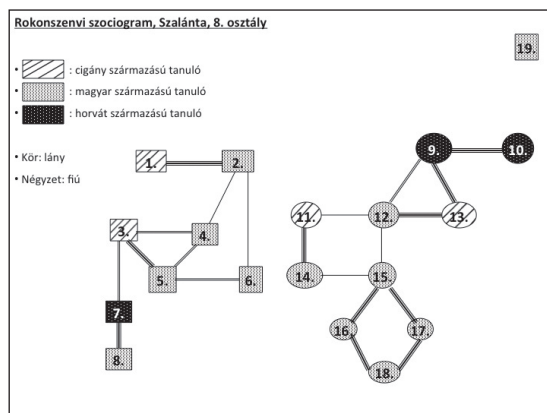 Rokonszenvi szociogram, Szalánta, 8. osztály
19.
• : cigány származású tanuló
• : magyar származású tanuló
• : horvát származású tanuló
• Kör: lány
• Négyzet: fiú
1. 2.
3. 4.
5. 6.
7.
8.
9. 10.
11. 12. 13.
14. 15.
16. 17.
18.